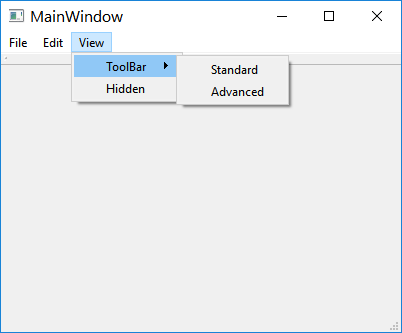 MainWindow
File Edit View
ToolBar
Hidden
Standard
Advanced